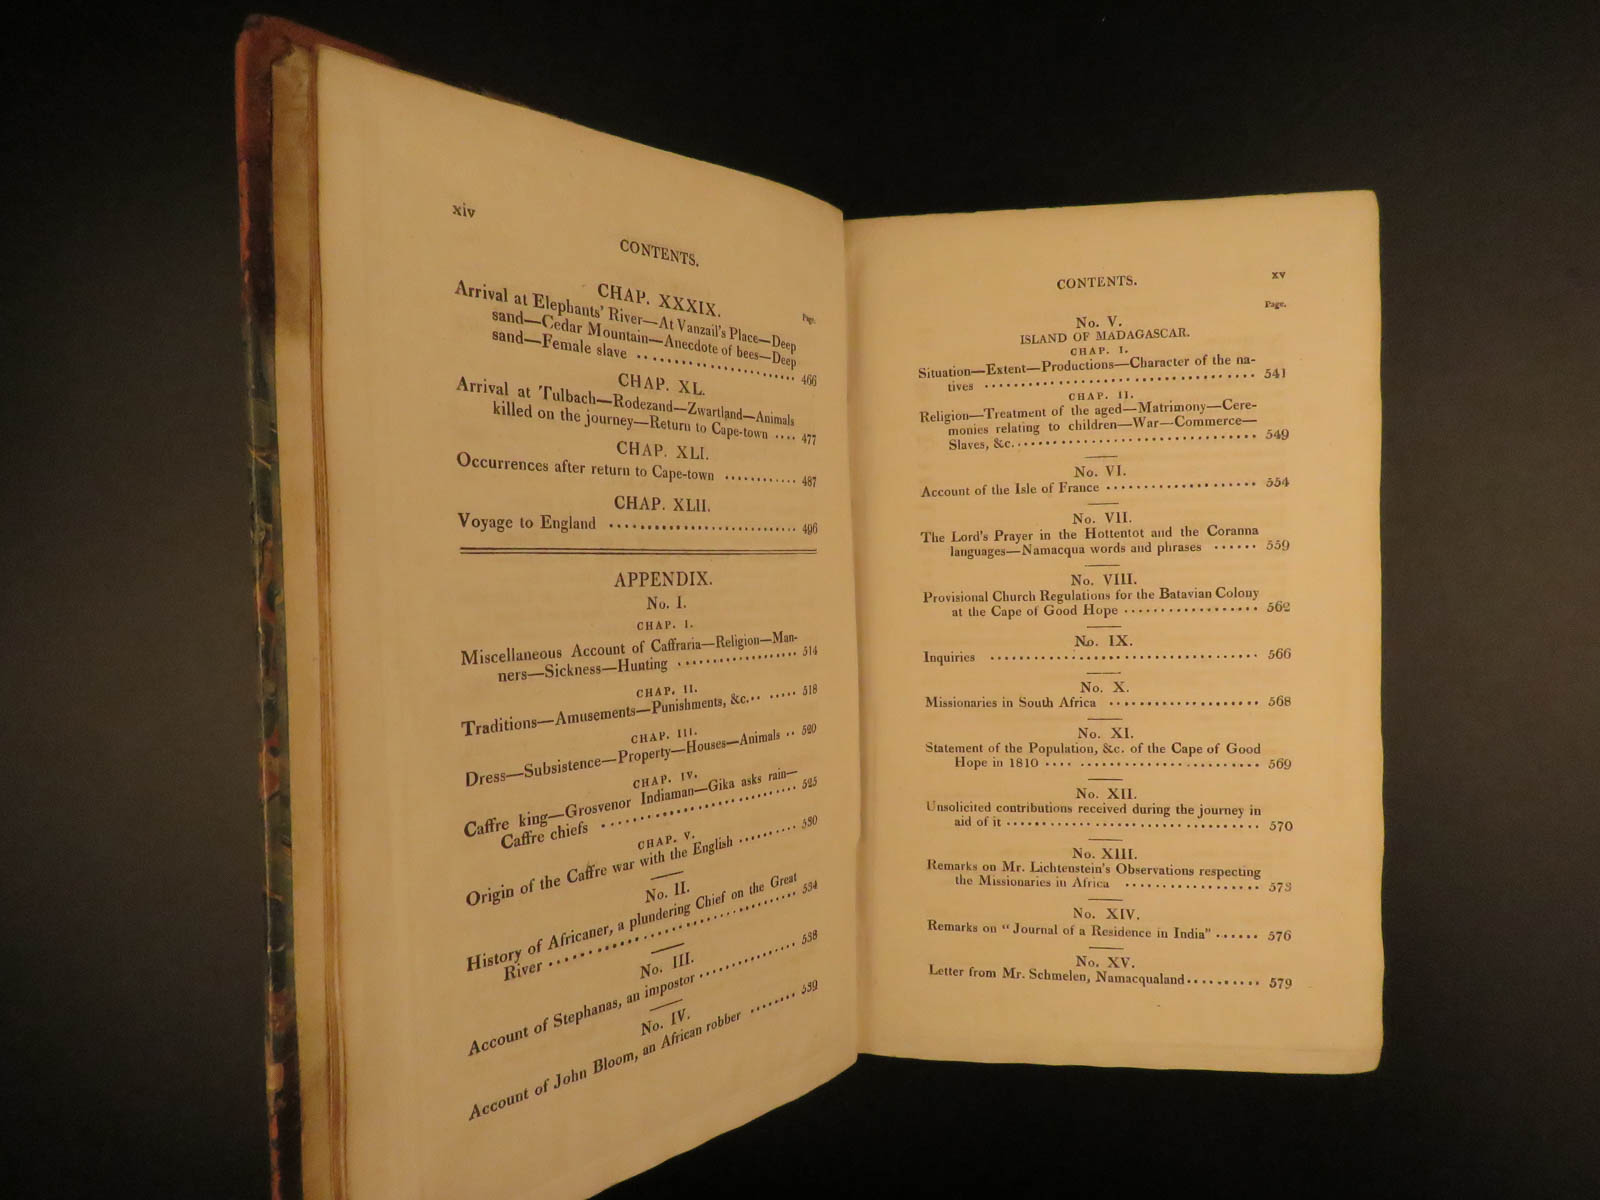 xiv
CONTENTS.
CHAP. XXXIX.
Page.
Arrival at Elephants' River—At Vanzail's Place—Deep
sand—Cedar Mountain—Anecdote of bees—Deep
sand—Female slave .......................... 466
CHAP. XL.
Arrival at Tulbach—Rodezand—Zwartland—Animals
killed on the journey—Return to Cape-town .... 477
CHAP. XLI.
Occurrences after return to Cape-town ............ 487
CHAP. XLII.
Voyage to England .......................... 496
APPENDIX.
No. I.
CHAP. I.
Miscellaneous Account of Caffraria—Religion—Man-
ners—Sickness—Hunting .................. 514
CHAP. II.
Traditions—Amusements—Punishments, &c... ..... 518
CHAP. III.
Dress—Subsistence—Property—Houses—Animals .. 520
CHAP. IV.
Caffre king—Grosvenor Indiaman—Gika asks rain—
Caffre chiefs ........................... 525
CHAP. V.
Origin of the Caffre war with the English .......... 530
No. II.
History of Africaner, a plundering Chief on the Great
River ................................ 534
No. III.
Account of Stephanas, an impostor ............... 538
No. IV.
Account of John Bloom, an African robber ........ 539
CONTENTS.
xv
Page.
No. V.
ISLAND OF MADAGASCAR.
CHAP. I.
Situation—Extent—Productions—Character of the na-
tives ................................... 541
CHAP. II.
Religion—Treatment of the aged—Matrimony—Cere-
monies relating to children—War—Commerce—
Slaves, &c................................ 549
No. VI.
Account of the Isle of France .................... 554
No. VII.
The Lord's Prayer in the Hottentot and the Coranna
languages—Namacqua words and phrases ...... 559
No. VIII.
Provisional Church Regulations for the Batavian Colony
at the Cape of Good Hope .................. 562
No. IX.
Inquiries .................................... 566
No. X.
Missionaries in South Africa .................... 568
No. XI.
Statement of the Population, &c. of the Cape of Good
Hope in 1810 .... ........................ 569
No. XII.
Unsolicited contributions received during the journey in
aid of it .................................. 570
No. XIII.
Remarks on Mr. Lichtenstein's Observations respecting
the Missionaries in Africa .................. 573
No. XIV.
Remarks on "Journal of a Residence in India" ...... 576
No. XV.
Letter from Mr. Schmelen, Namacqualand.......... 579